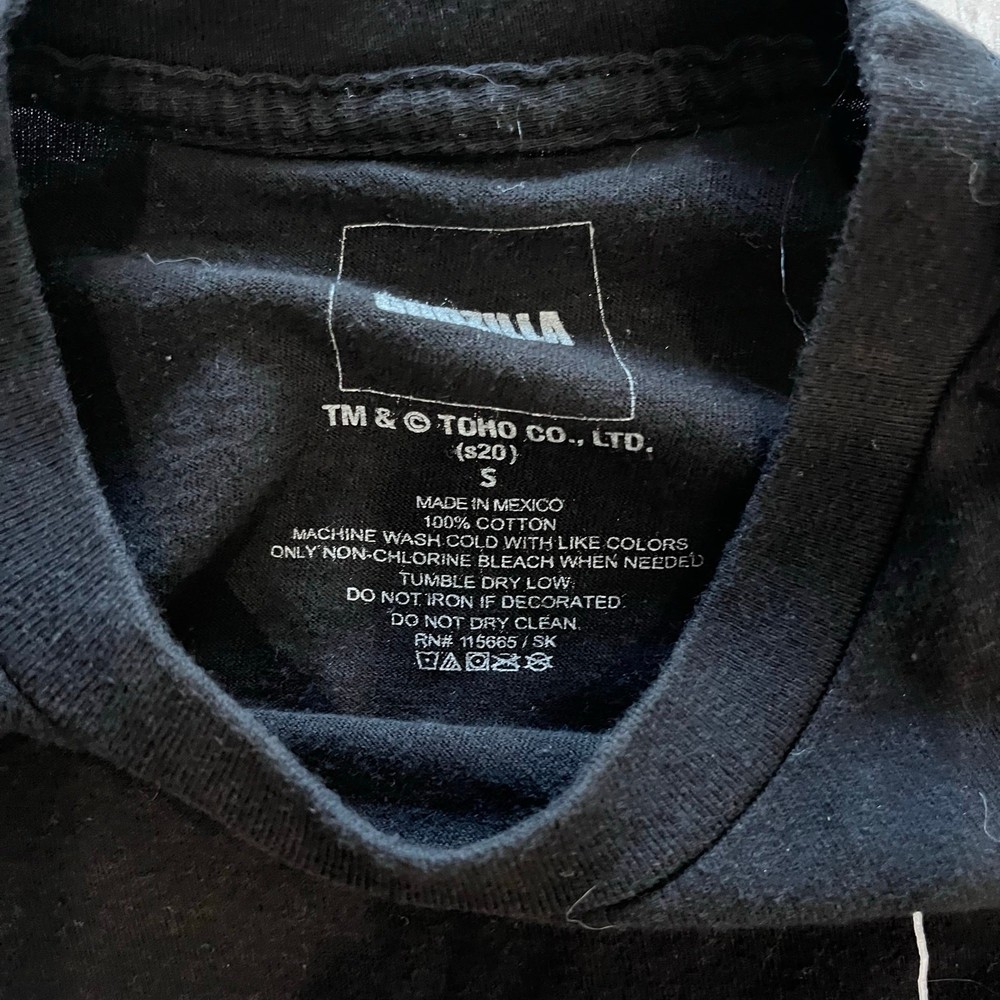 GODZILLA
TM & © TOHO CO., LTD.
(s20)
S
MADE IN MEXICO
100% COTTON
MACHINE WASH COLD WITH LIKE COLORS
ONLY NON-CHLORINE BLEACH WHEN NEEDED
TUMBLE DRY LOW.
DO NOT IRON IF DECORATED.
DO NOT DRY CLEAN.
RN# 115665 / SK